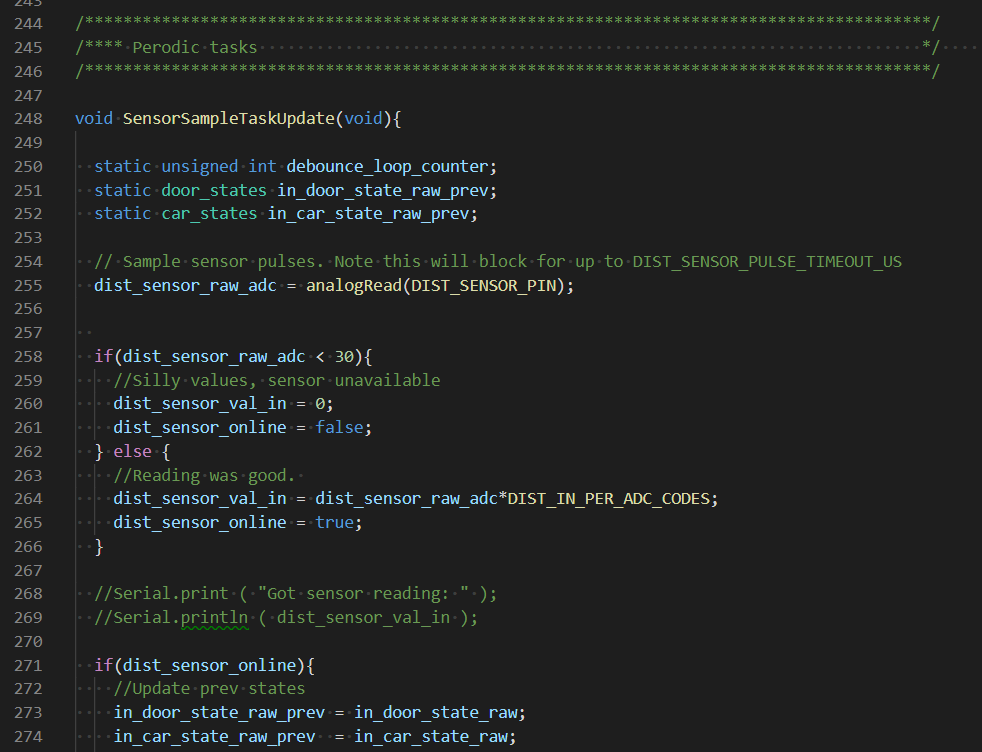 243
244 /****************************************************************************************/
245 /**** Perodic tasks */
246 /****************************************************************************************/
247
248 void SensorSampleTaskUpdate(void){
249
250 static unsigned int debounce_loop_counter;
251 static door_states in_door_state_raw_prev;
252 static car_states in_car_state_raw_prev;
253
254 // Sample sensor pulses. Note this will block for up to DIST_SENSOR_PULSE_TIMEOUT_US
255 dist_sensor_raw_adc = analogRead(DIST_SENSOR_PIN);
256
257
258 if(dist_sensor_raw_adc < 30){
259 //Silly values, sensor unavailable
260 dist_sensor_val_in = 0;
261 dist_sensor_online = false;
262 } else {
263 //Reading was good.
264 dist_sensor_val_in = dist_sensor_raw_adc*DIST_IN_PER_ADC_CODES;
265 dist_sensor_online = true;
266 }
267
268 //Serial.print ( "Got sensor reading: " );
269 //Serial.println ( dist_sensor_val_in );
270
271 if(dist_sensor_online){
272 //Update prev states
273 in_door_state_raw_prev = in_door_state_raw;
274 in_car_state_raw_prev = in_car_state_raw;